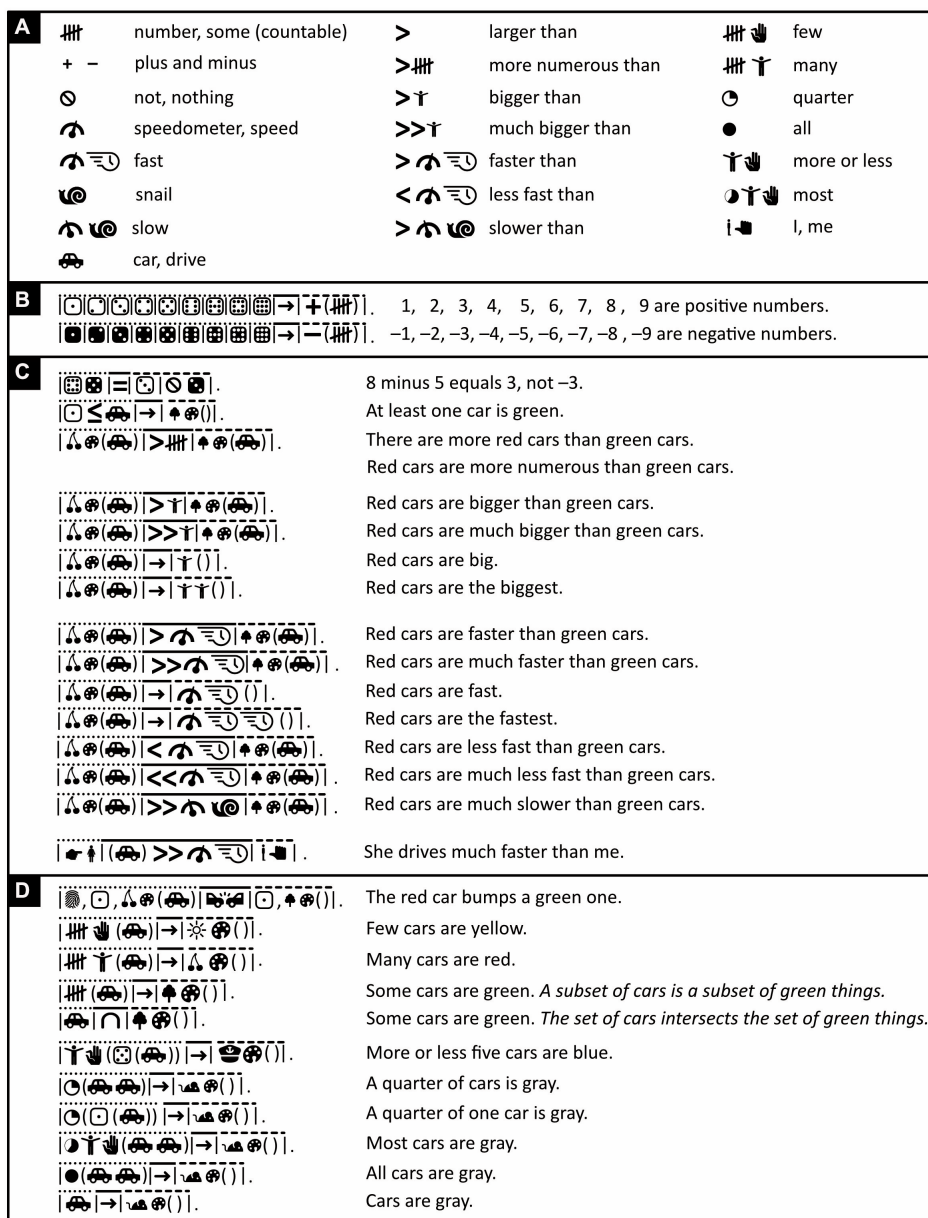 A
number, some (countable)
> larger than
few
+ − plus and minus
> more numerous than
many
not, nothing
> bigger than
quarter
speedometer, speed
>> much bigger than
all
fast
> faster than
more or less
snail
< less fast than
most
slow
> slower than
I, me
car, drive
B
1, 2, 3, 4, 5, 6, 7, 8 , 9 are positive numbers.
–1, –2, –3, –4, –5, –6, –7, –8 , –9 are negative numbers.
C
8 minus 5 equals 3, not –3.
At least one car is green.
There are more red cars than green cars.
Red cars are more numerous than green cars.
Red cars are bigger than green cars.
Red cars are much bigger than green cars.
Red cars are big.
Red cars are the biggest.
Red cars are faster than green cars.
Red cars are much faster than green cars.
Red cars are fast.
Red cars are the fastest.
Red cars are less fast than green cars.
Red cars are much less fast than green cars.
Red cars are much slower than green cars.
She drives much faster than me.
D
The red car bumps a green one.
Few cars are yellow.
Many cars are red.
Some cars are green. A subset of cars is a subset of green things.
Some cars are green. The set of cars intersects the set of green things.
More or less five cars are blue.
A quarter of cars is gray.
A quarter of one car is gray.
Most cars are gray.
All cars are gray.
Cars are gray.